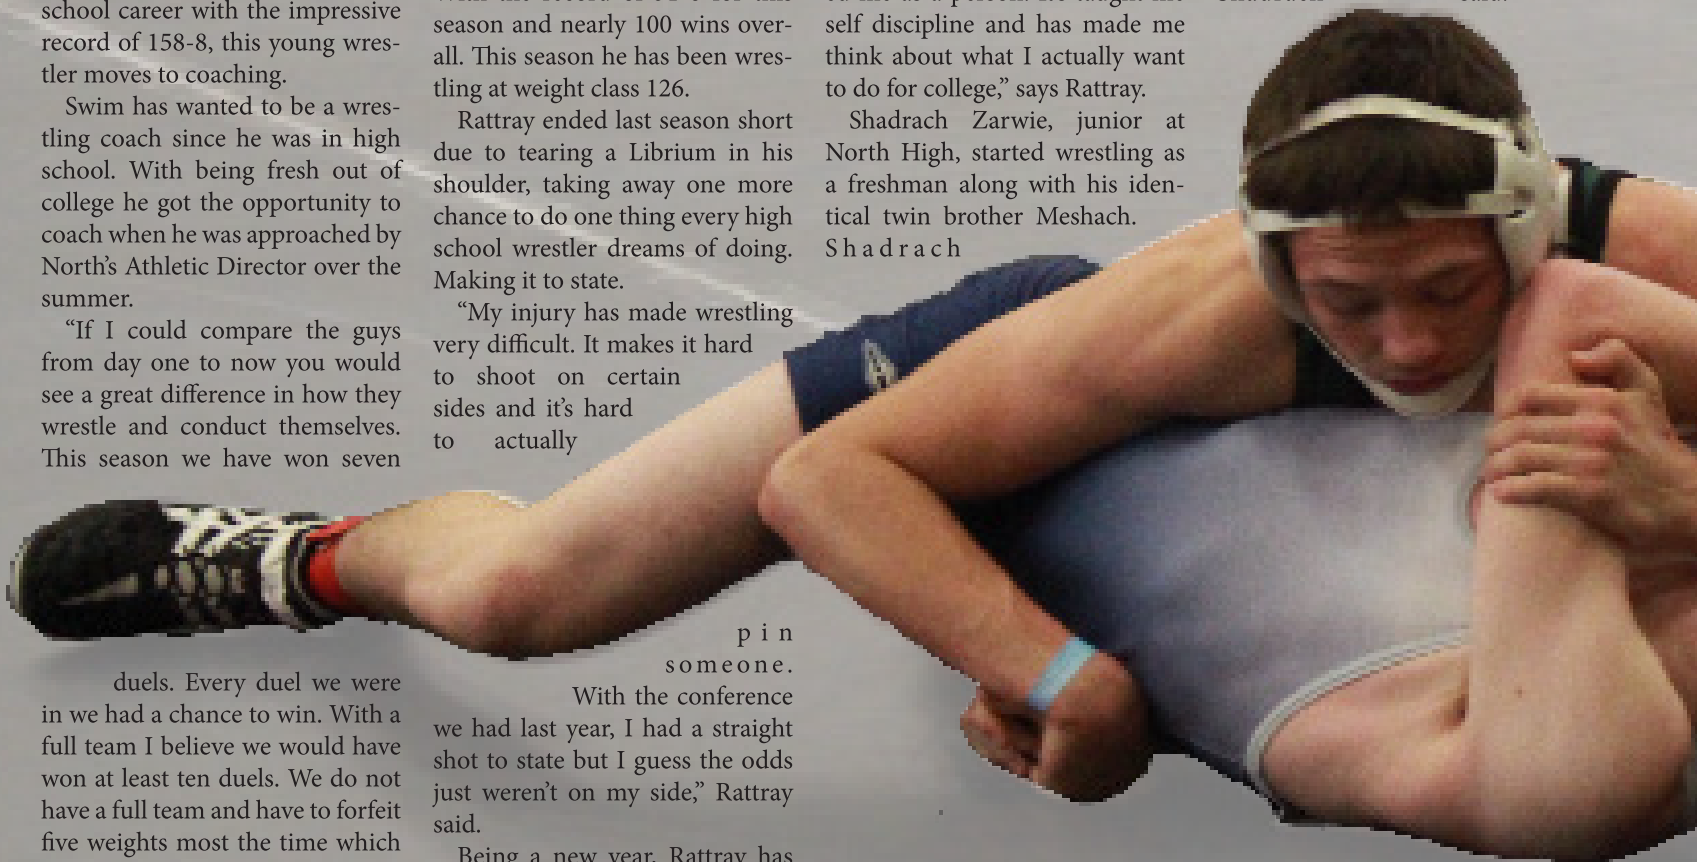 school career with the impressive
record of 158-8, this young wres-
tler moves to coaching.
Swim has wanted to be a wres-
tling coach since he was in high
school. With being fresh out of
college he got the opportunity to
coach when he was approached by
North's Athletic Director over the
summer.
“If I could compare the guys
from day one to now you would
see a great difference in how they
wrestle and conduct themselves.
This season we have won seven
duels. Every duel we were
in we had a chance to win. With a
full team I believe we would have
won at least ten duels. We do not
have a full team and have to forfeit
five weights most the time which
season and nearly 100 wins over-
all. This season he has been wres-
tling at weight class 126.
Rattray ended last season short
due to tearing a Librium in his
shoulder, taking away one more
chance to do one thing every high
school wrestler dreams of doing.
Making it to state.
“My injury has made wrestling
very difficult. It makes it hard
to shoot on certain
sides and it's hard
to actually
pin
someone.
With the conference
we had last year, I had a straight
shot to state but I guess the odds
just weren't on my side,” Rattray
said.
Being a new year, Rattray has
self discipline and has made me
think about what I actually want
to do for college,” says Rattray.
Shadrach Zarwie, junior at
North High, started wrestling as
a freshman along with his iden-
tical twin brother Meshach.
Shadrach